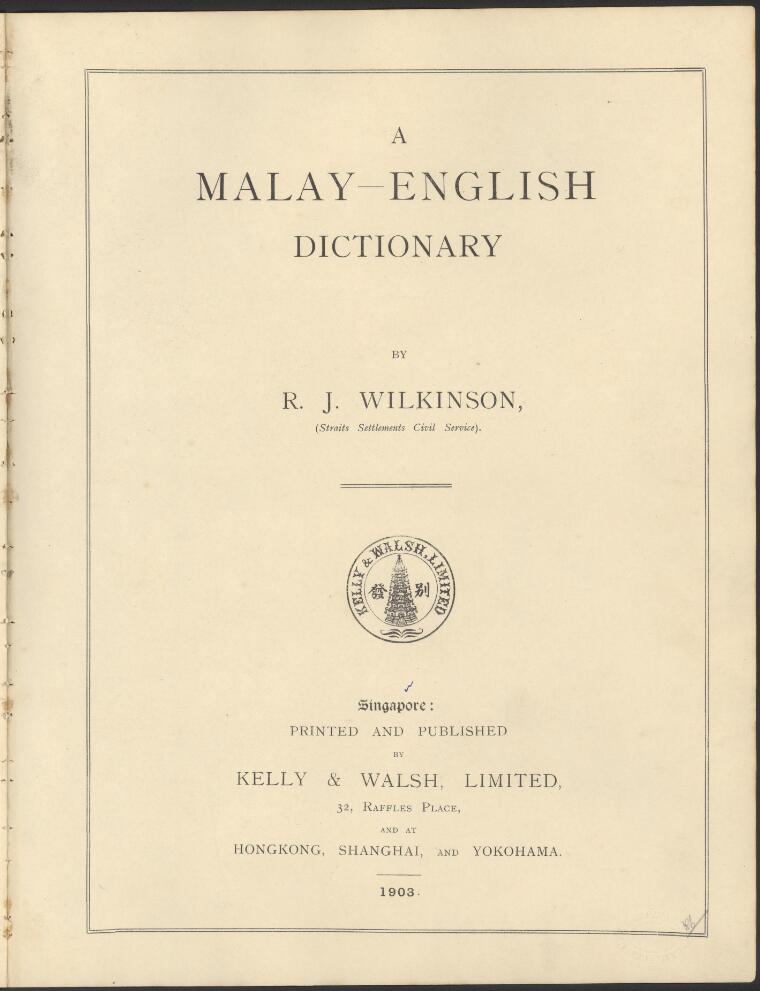 A
MALAY—ENGLISH
DICTIONARY
BY
R. J. WILKINSON,
(Straits Settlements Civil Service).
KELLY & WALSH, LIMITED
發 別
Singapore:
PRINTED AND PUBLISHED
BY
KELLY & WALSH, LIMITED,
32, RAFFLES PLACE,
AND AT
HONGKONG, SHANGHAI, AND YOKOHAMA.
1903.